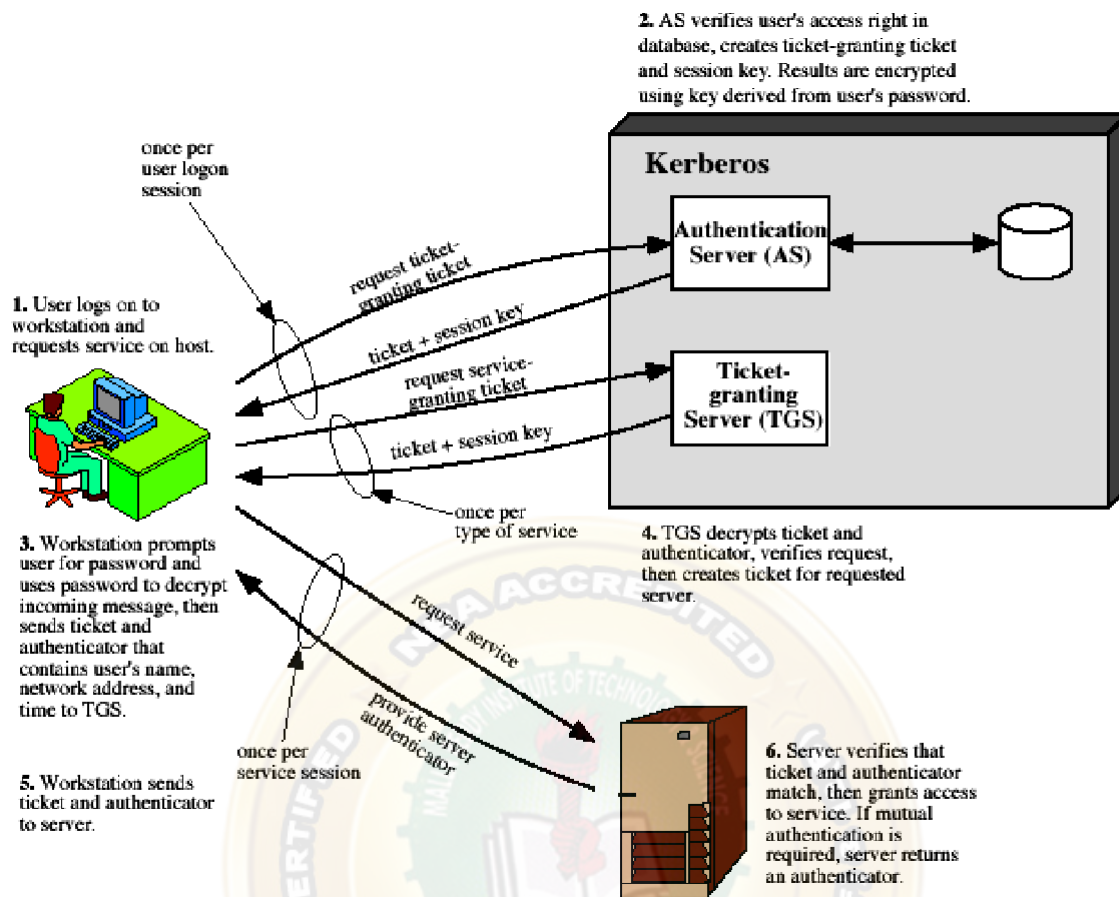 2. AS verifies user's access right in
database, creates ticket-granting ticket
and session key. Results are encrypted
using key derived from user's password.
once per
user logon
session
Kerberos
Authentication
Server (AS)
request ticket-
granting ticket
1. User logs on to
workstation and
requests service on host.
ticket + session key
request service-
granting ticket
Ticket-
granting
Server (TGS)
ticket + session key
once per
type of service
3. Workstation prompts
user for password and
uses password to decrypt
incoming message, then
sends ticket and
authenticator that
contains user's name,
network address, and
time to TGS.
4. TGS decrypts ticket and
authenticator, verifies request,
then creates ticket for requested
server.
request service
provide server
authenticator
once per
service session
5. Workstation sends
ticket and authenticator
to server.
6. Server verifies that
ticket and authenticator
match, then grants access
to service. If mutual
authentication is
required, server returns
an authenticator.
ACCREDITED
INSTITUTE OF TECHNOLOGY